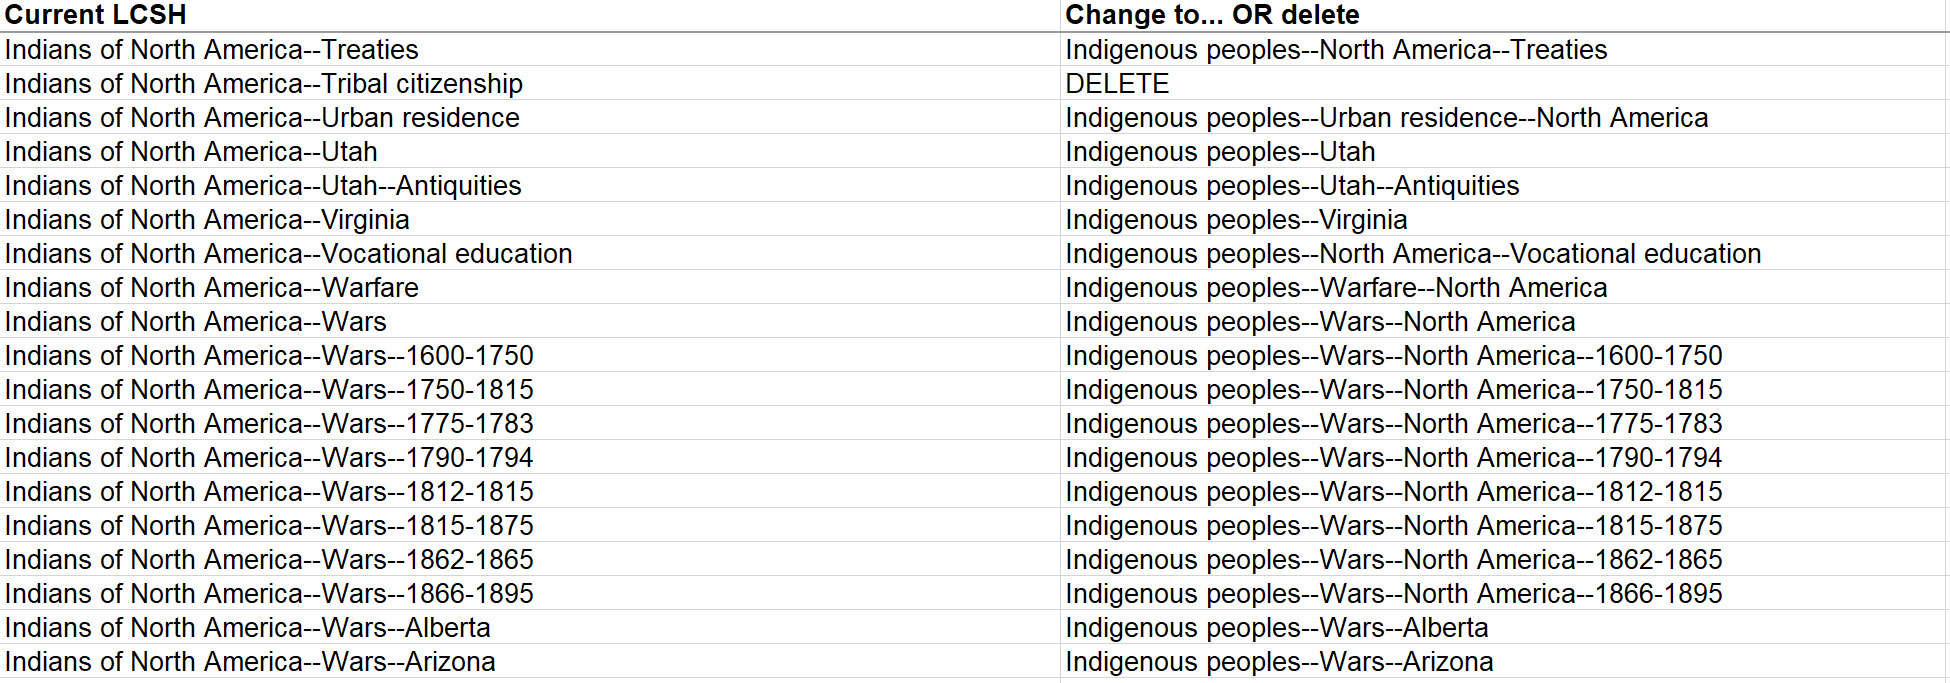 Current LCSH Change to... OR delete
Indians of North America--Treaties Indigenous peoples--North America--Treaties
Indians of North America--Tribal citizenship DELETE
Indians of North America--Urban residence Indigenous peoples--Urban residence--North America
Indians of North America--Utah Indigenous peoples--Utah
Indians of North America--Utah--Antiquities Indigenous peoples--Utah--Antiquities
Indians of North America--Virginia Indigenous peoples--Virginia
Indians of North America--Vocational education Indigenous peoples--North America--Vocational education
Indians of North America--Warfare Indigenous peoples--Warfare--North America
Indians of North America--Wars Indigenous peoples--Wars--North America
Indians of North America--Wars--1600-1750 Indigenous peoples--Wars--North America--1600-1750
Indians of North America--Wars--1750-1815 Indigenous peoples--Wars--North America--1750-1815
Indians of North America--Wars--1775-1783 Indigenous peoples--Wars--North America--1775-1783
Indians of North America--Wars--1790-1794 Indigenous peoples--Wars--North America--1790-1794
Indians of North America--Wars--1812-1815 Indigenous peoples--Wars--North America--1812-1815
Indians of North America--Wars--1815-1875 Indigenous peoples--Wars--North America--1815-1875
Indians of North America--Wars--1862-1865 Indigenous peoples--Wars--North America--1862-1865
Indians of North America--Wars--1866-1895 Indigenous peoples--Wars--North America--1866-1895
Indians of North America--Wars--Alberta Indigenous peoples--Wars--Alberta
Indians of North America--Wars--Arizona Indigenous peoples--Wars--Arizona